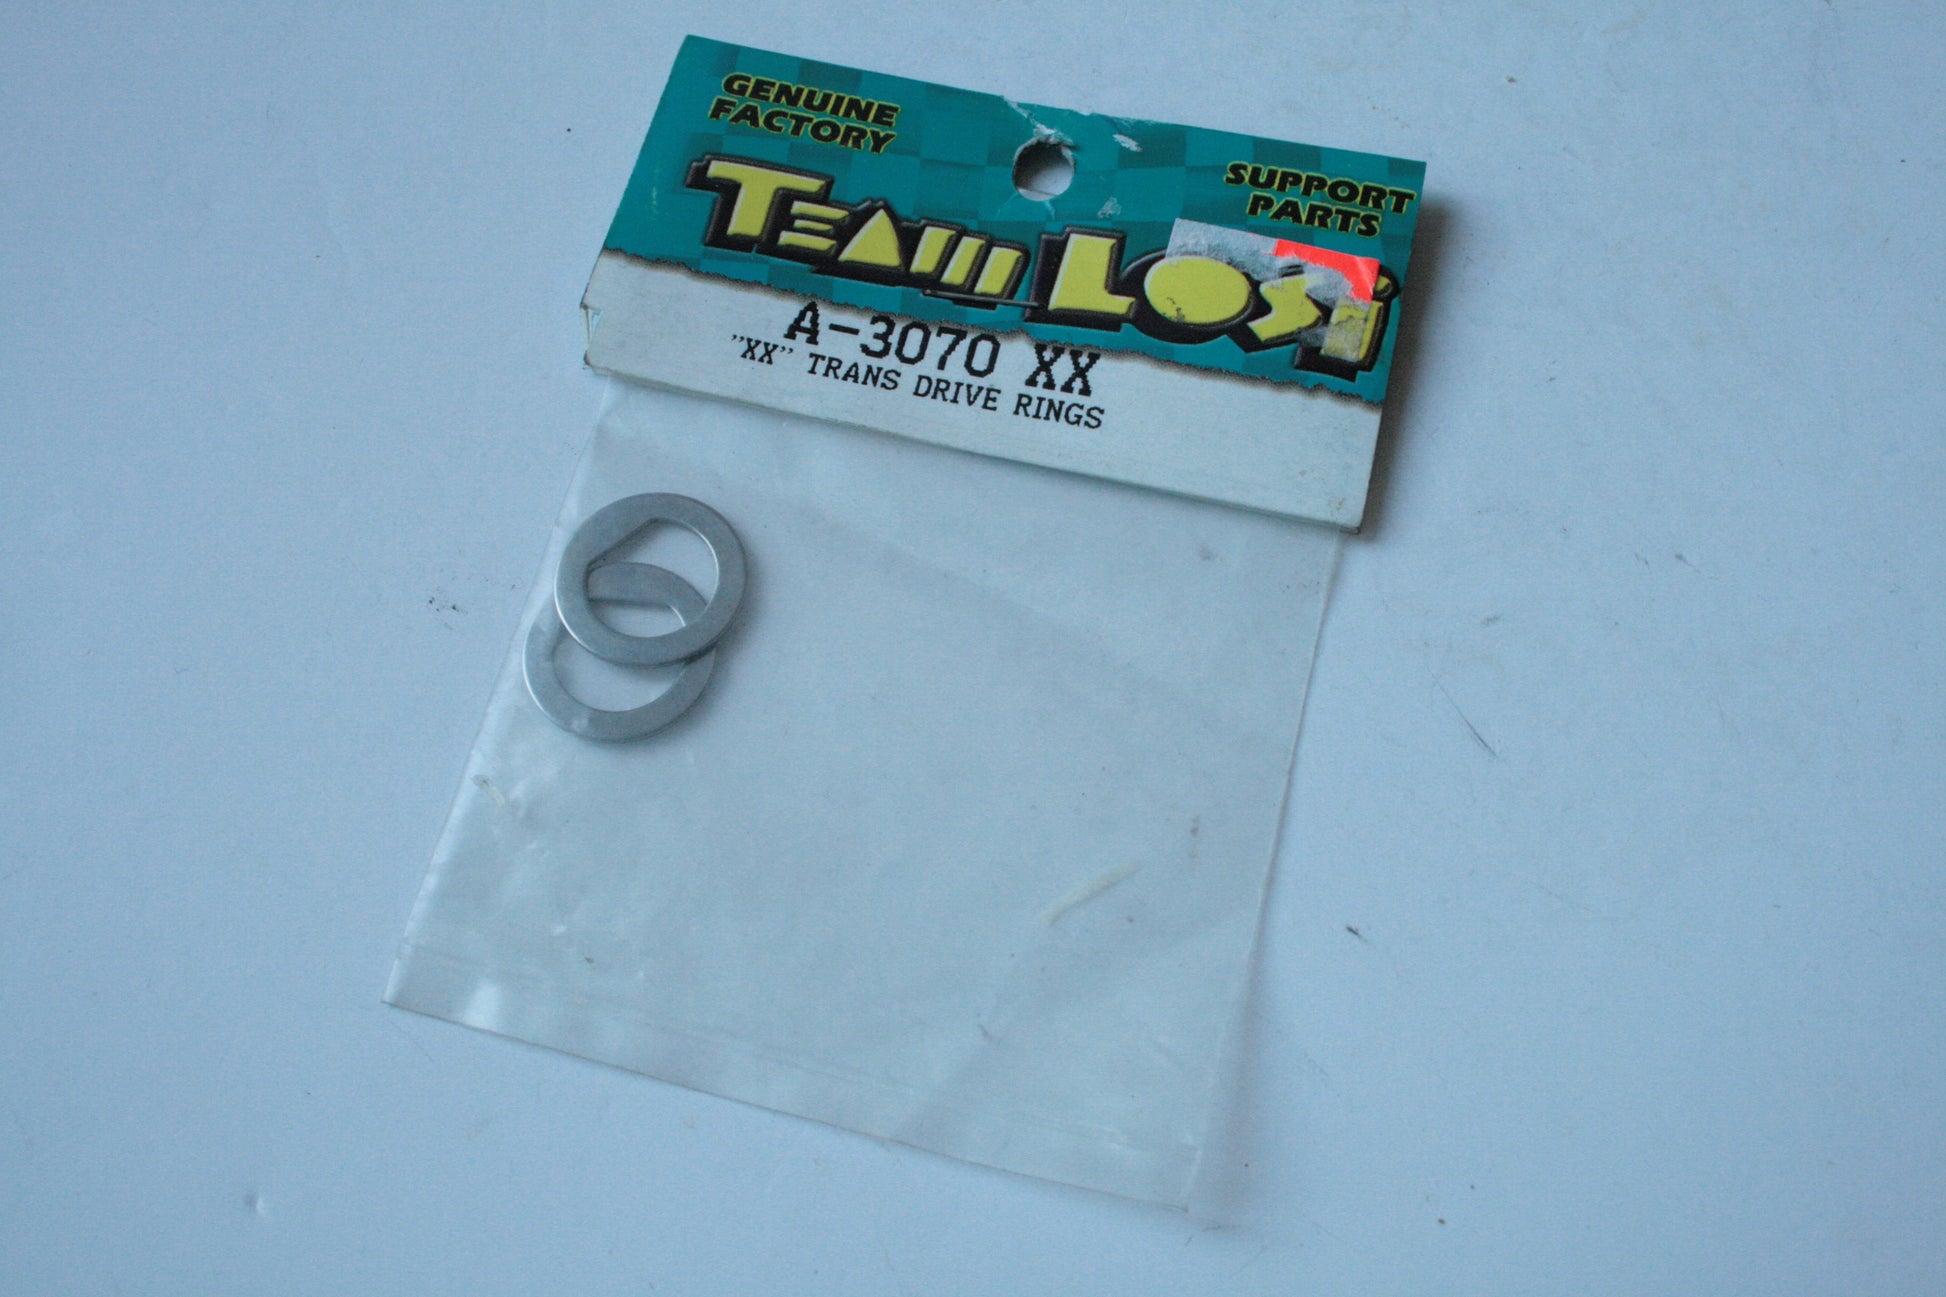 GENUINE
FACTORY
SUPPORT
PARTS
TEAM LOSi
A-3070 XX
"XX" TRANS DRIVE RINGS